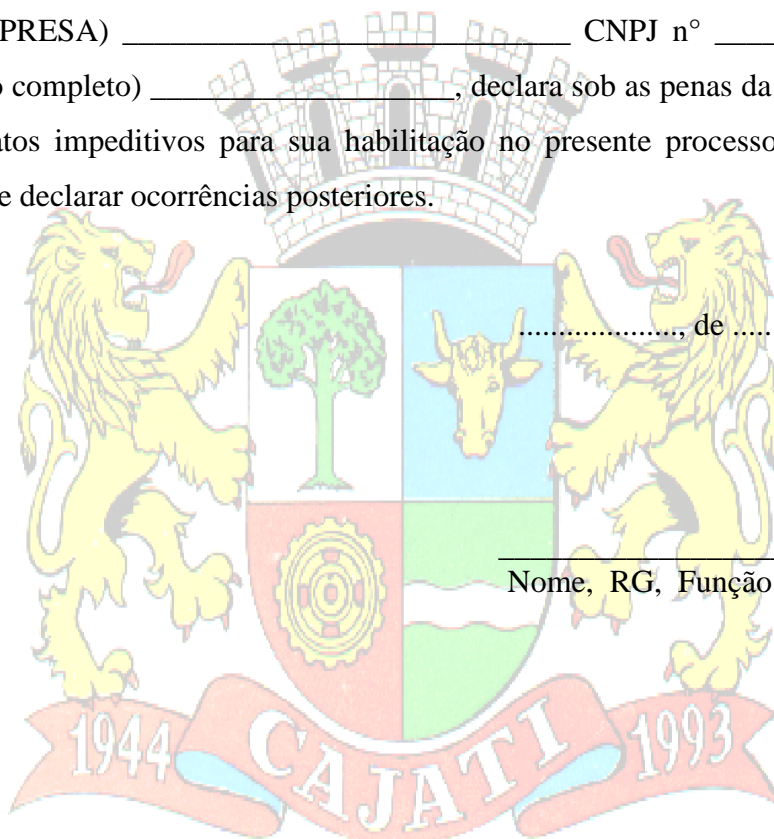 PRESA) ____________________________ CNPJ n° ____
o completo) ___________________, declara sob as penas da
atos impeditivos para sua habilitação no presente processo
e declarar ocorrências posteriores.
...................., de .....
__________________
Nome, RG, Função
1944 CAJATI 1993